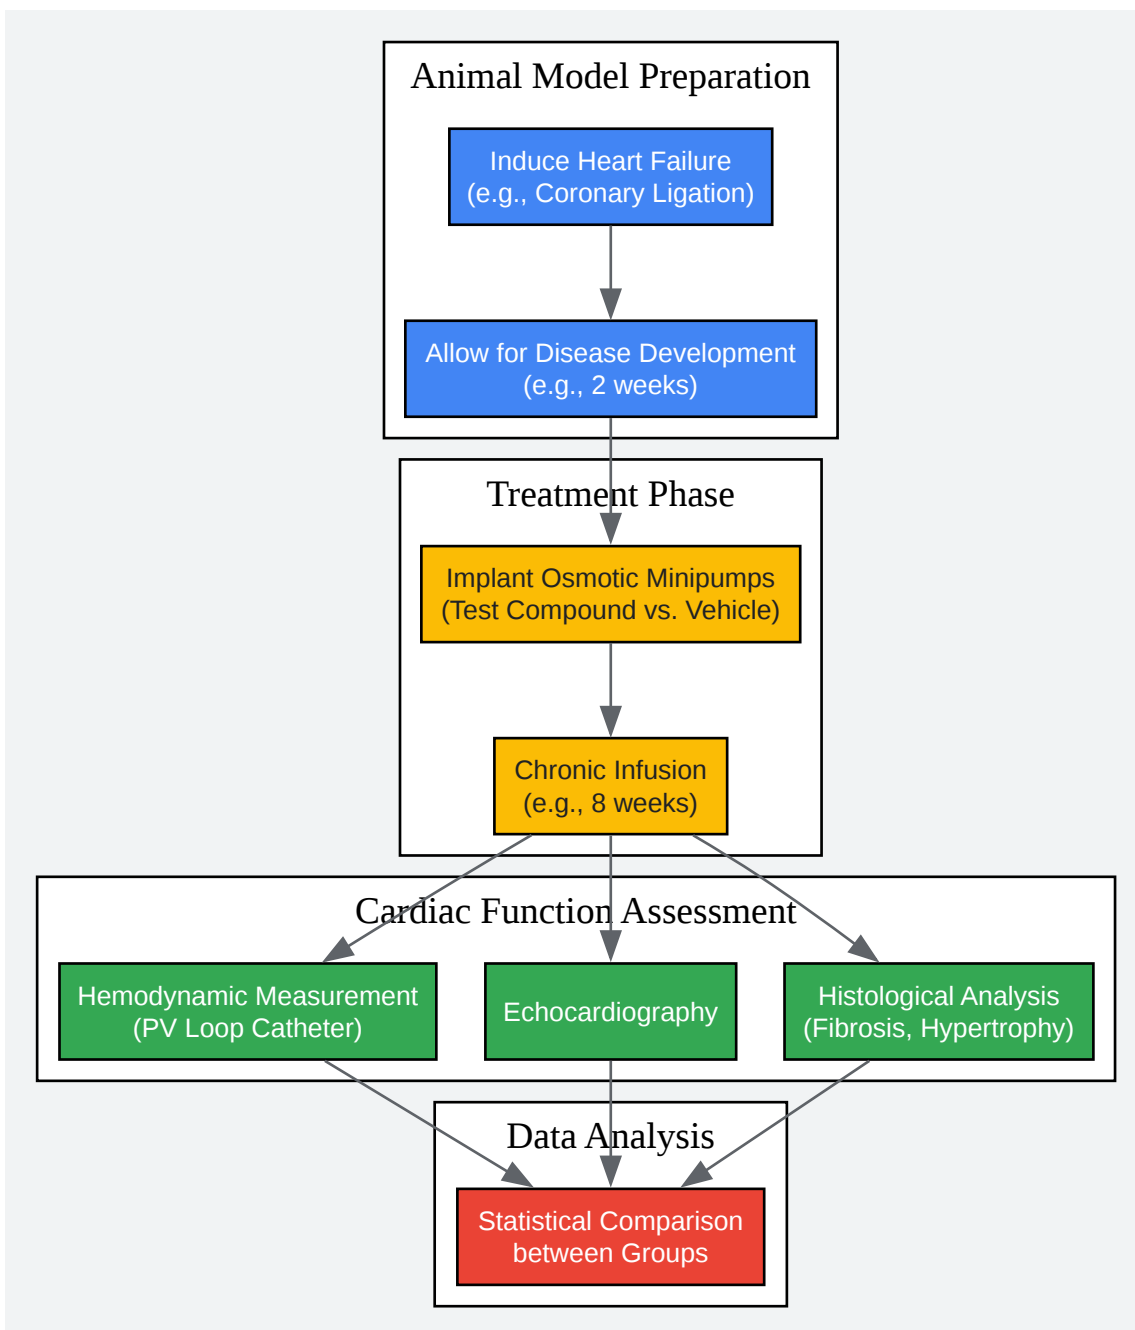 Animal Model Preparation
Induce Heart Failure
(e.g., Coronary Ligation)
Allow for Disease Development
(e.g., 2 weeks)
Treatment Phase
Implant Osmotic Minipumps
(Test Compound vs. Vehicle)
Chronic Infusion
(e.g., 8 weeks)
Cardiac Function Assessment
Hemodynamic Measurement
(PV Loop Catheter)
Echocardiography
Histological Analysis
(Fibrosis, Hypertrophy)
Data Analysis
Statistical Comparison
between Groups